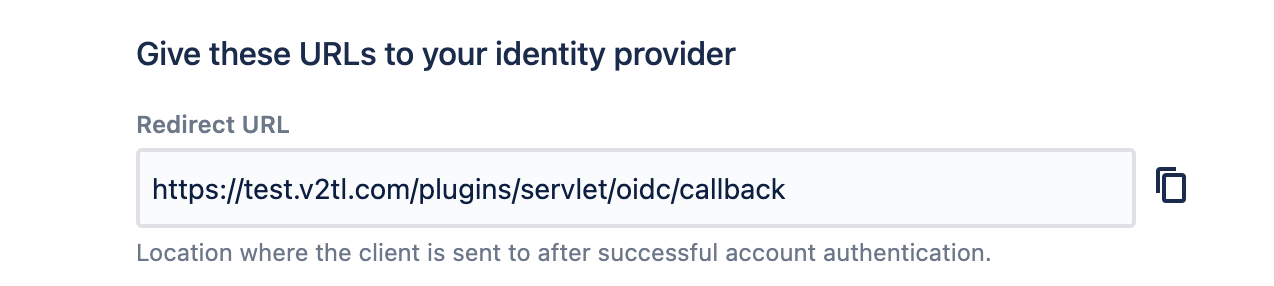 Give these URLs to your identity provider
Redirect URL
https://test.v2tl.com/plugins/servlet/oidc/callback
Location where the client is sent to after successful account authentication.